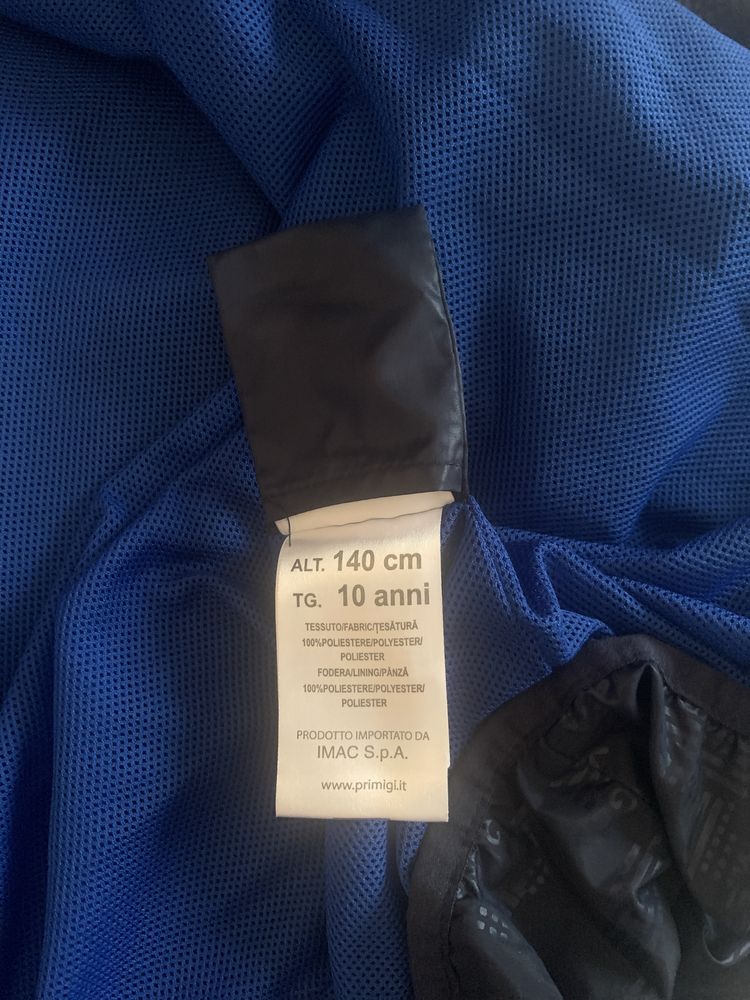 ALT. 140 cm
TG. 10 anni
TESSUTO/FABRIC/ȚESĂTURĂ
100%POLIESTERE/POLYESTER/
POLIESTER
FODERA/LINING/PÂNZĂ
100%POLIESTERE/POLYESTER/
POLIESTER
PRODOTTO IMPORTATO DA
IMAC S.p.A.
www.primigi.it